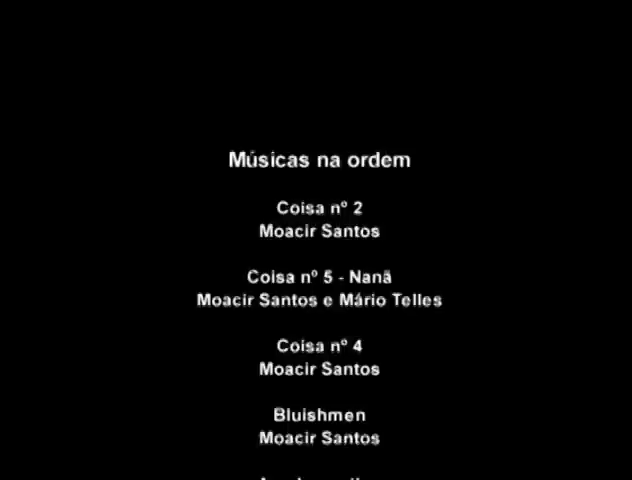 Músicas na ordem
Coisa nº 2
Moacir Santos
Coisa nº 5 - Nanã
Moacir Santos e Mário Telles
Coisa nº 4
Moacir Santos
Bluishmen
Moacir Santos